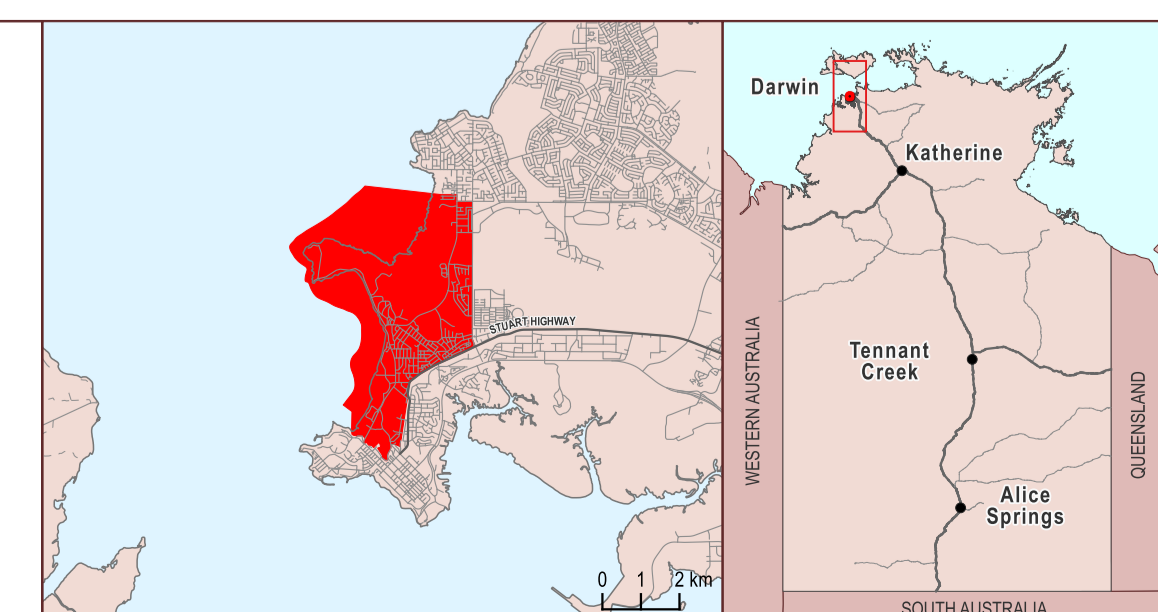 STUART HIGHWAY
0 1 2 km
Darwin
Katherine
Tennant
Creek
Alice
Springs
WESTERN AUSTRALIA
QUEENSLAND
SOUTH AUSTRALIA